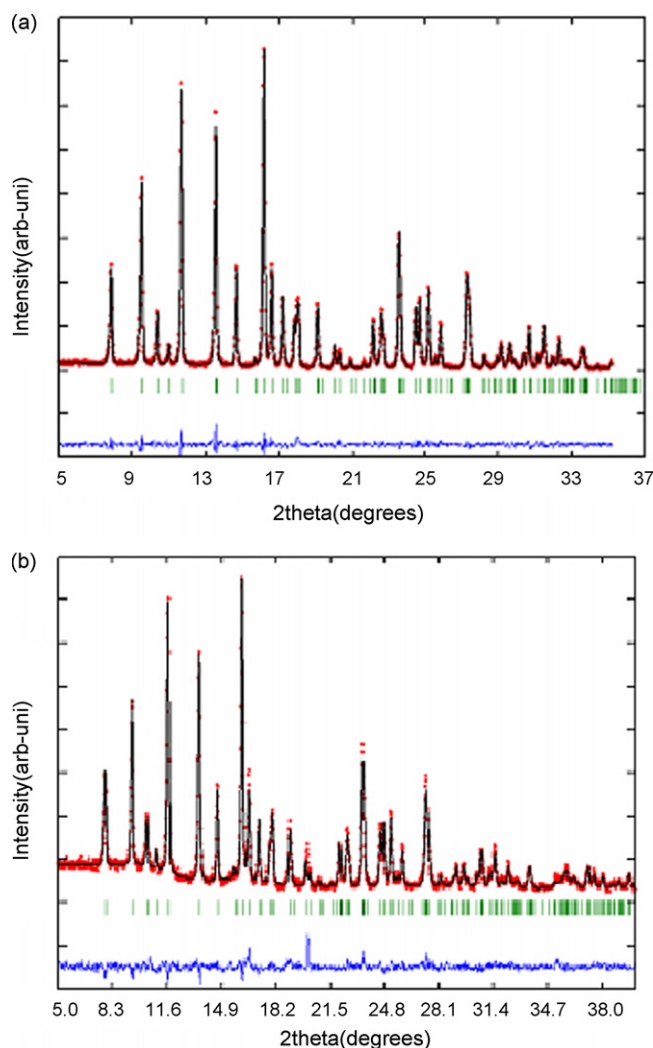 (a)
Intensity(arb-uni)
5 9 13 17 21 25 29 33 37
2theta(degrees)
(b)
Intensity(arb-uni)
5.0 8.3 11.6 14.9 18.2 21.5 24.8 28.1 31.4 34.7 38.0
2theta(degrees)